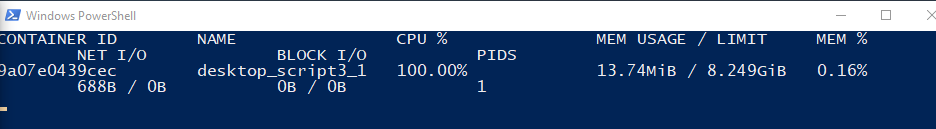 Windows PowerShell
CONTAINER ID NAME CPU % MEM USAGE / LIMIT MEM %
NET I/O BLOCK I/O PIDS
9a07e0439cec desktop_script3_1 100.00% 13.74MiB / 8.249GiB 0.16%
688B / 0B 0B / 0B 1